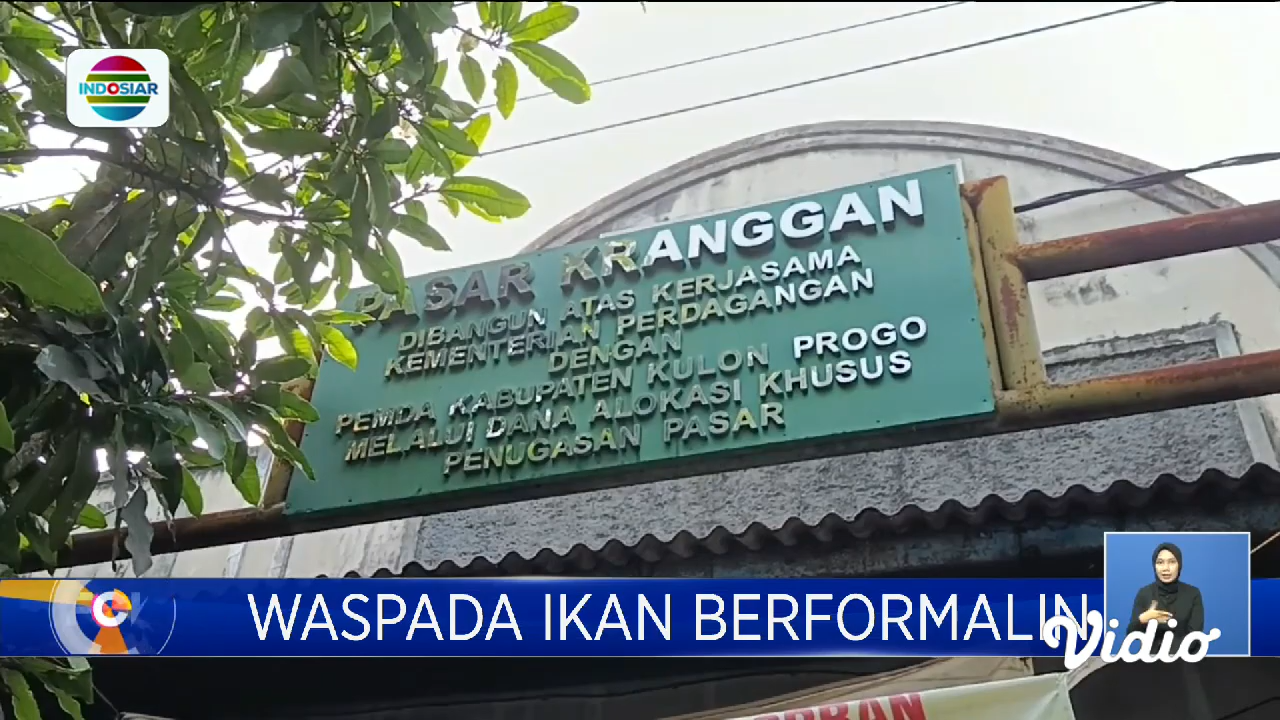 INDOSIAR
PASAR KRANGGAN
DIBANGUN ATAS KERJASAMA
KEMENTERIAN PERDAGANGAN
DENGAN
PEMDA KABUPATEN KULON PROGO
MELALUI DANA ALOKASI KHUSUS
PENUGASAN PASAR
WASPADA IKAN BERFORMALIN
Vidio